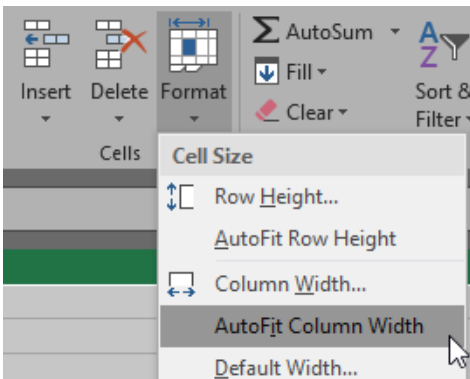 Insert Delete Format
Cells
AutoSum
Fill
Clear
Sort &
Filter
Cell Size
Row Height...
AutoFit Row Height
Column Width...
AutoFit Column Width
Default Width...